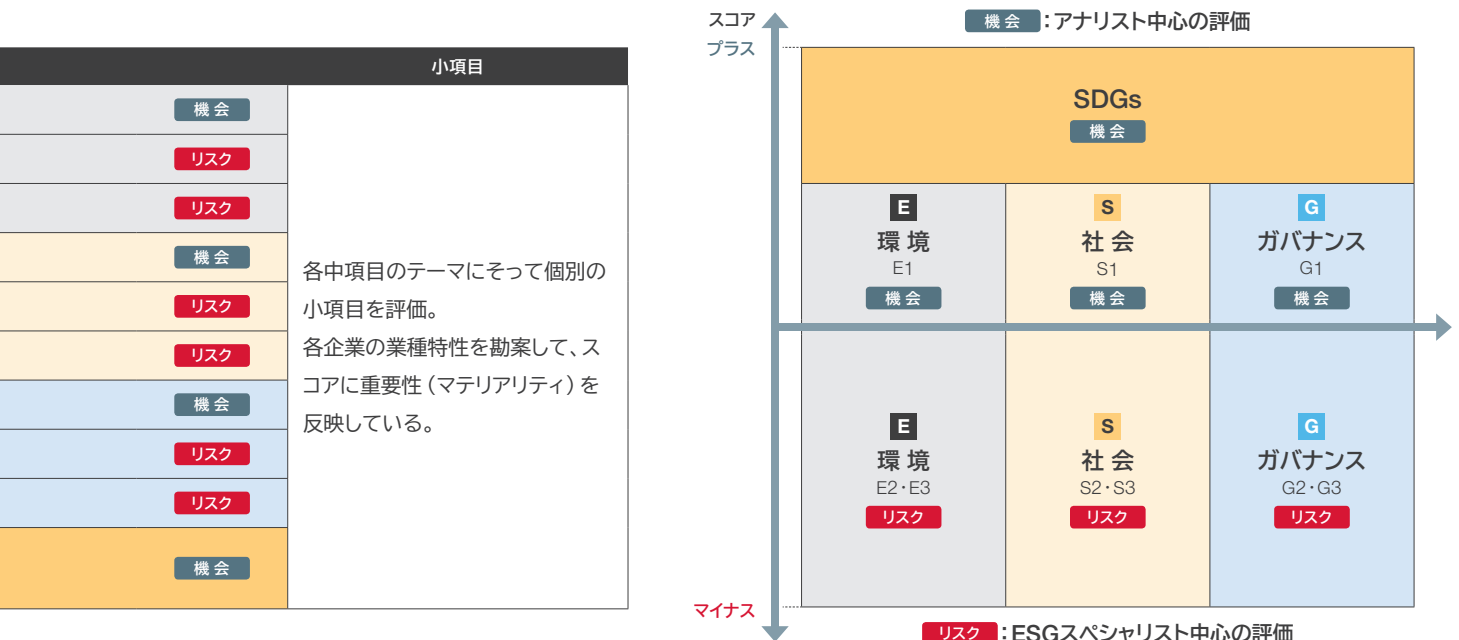 小項目
機会
リスク
リスク
機会
リスク
リスク
機会
リスク
リスク
機会
各中項目のテーマにそって個別の
小項目を評価。
各企業の業種特性を勘案して、ス
コアに重要性（マテリアリティ）を
反映している。
スコア
プラス
機会：アナリスト中心の評価
SDGs
機会
E
環境
E1
機会
S
社会
S1
機会
G
ガバナンス
G1
機会
E
環境
E2・E3
リスク
S
社会
S2・S3
リスク
G
ガバナンス
G2・G3
リスク
マイナス
リスク：ESGスペシャリスト中心の評価